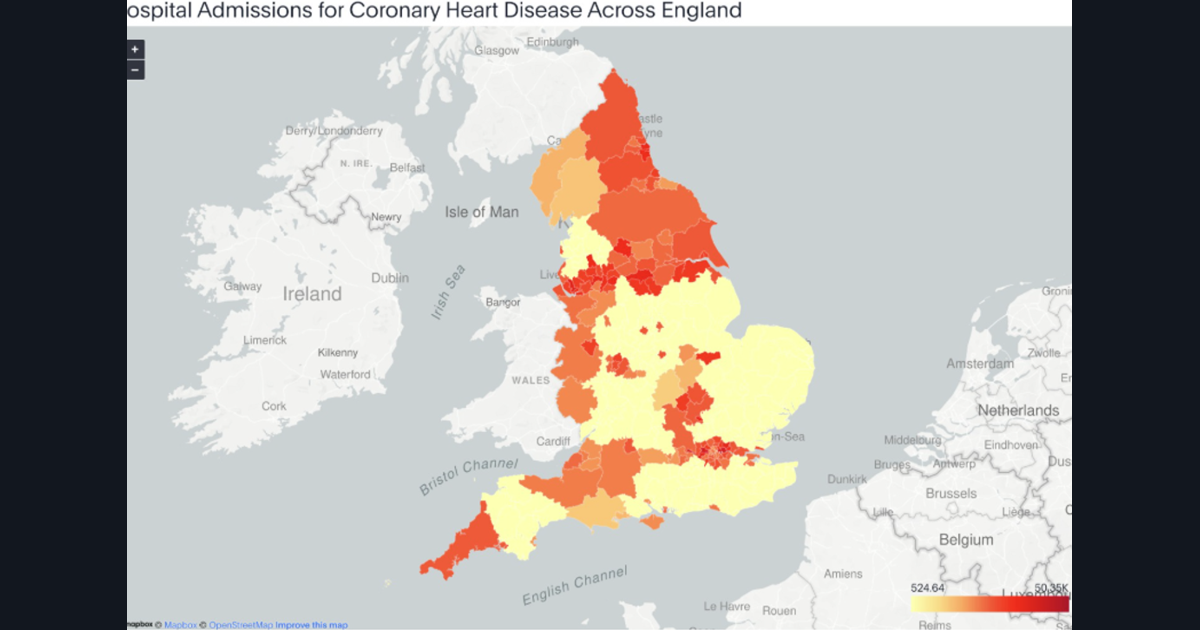 ospital Admissions for Coronary Heart Disease Across England
+
−
Edinburgh
Glasgow
astle
yne
Derry/Londonderry
Ca
N. IRE.
Belfast
Newry
Isle of Man
Dublin
Live
Irish Sea
Galway
Ireland
Bangor
Groni
Limerick
Kilkenny
Waterford
WALES
Amsterdam
Zwolle
Cork
Netherlands
Cardiff
n-Sea
Middelburg
Eindhoven
Bristol Channel
Bruges
Antwerp
Dus
Dunkirk
Brussels
Lille
Liège
Belgium
English Channel
Amiens
524.64
50.35K
Luxembourg
Le Havre
Rouen
Reims
mapbox © Mapbox © OpenStreetMap Improve this map